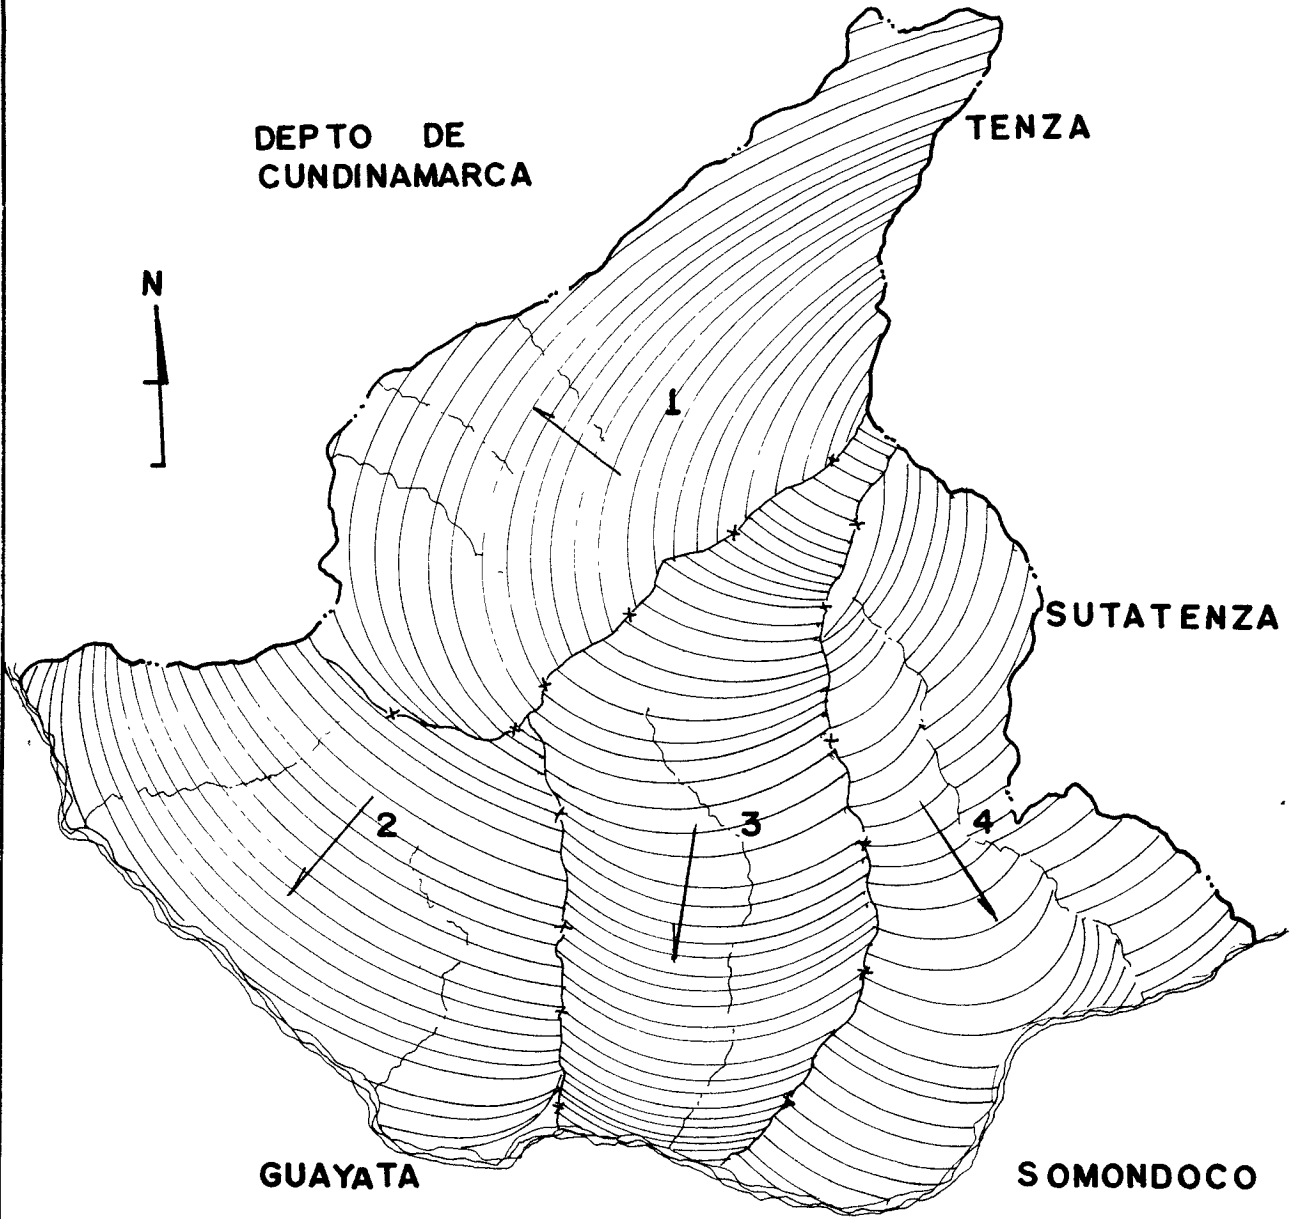 DEPTO DE
CUNDINAMARCA
TENZA
N
1
SUTATENZA
2
3
4
GUAYATA
SOMONDOCO